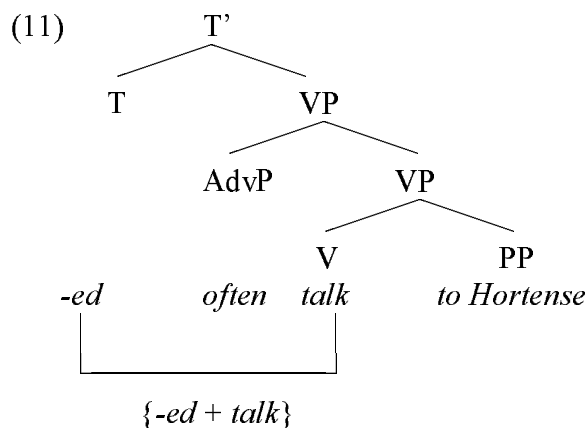 (11) T’
T VP
AdvP VP
V PP
-ed often talk to Hortense
{-ed + talk}